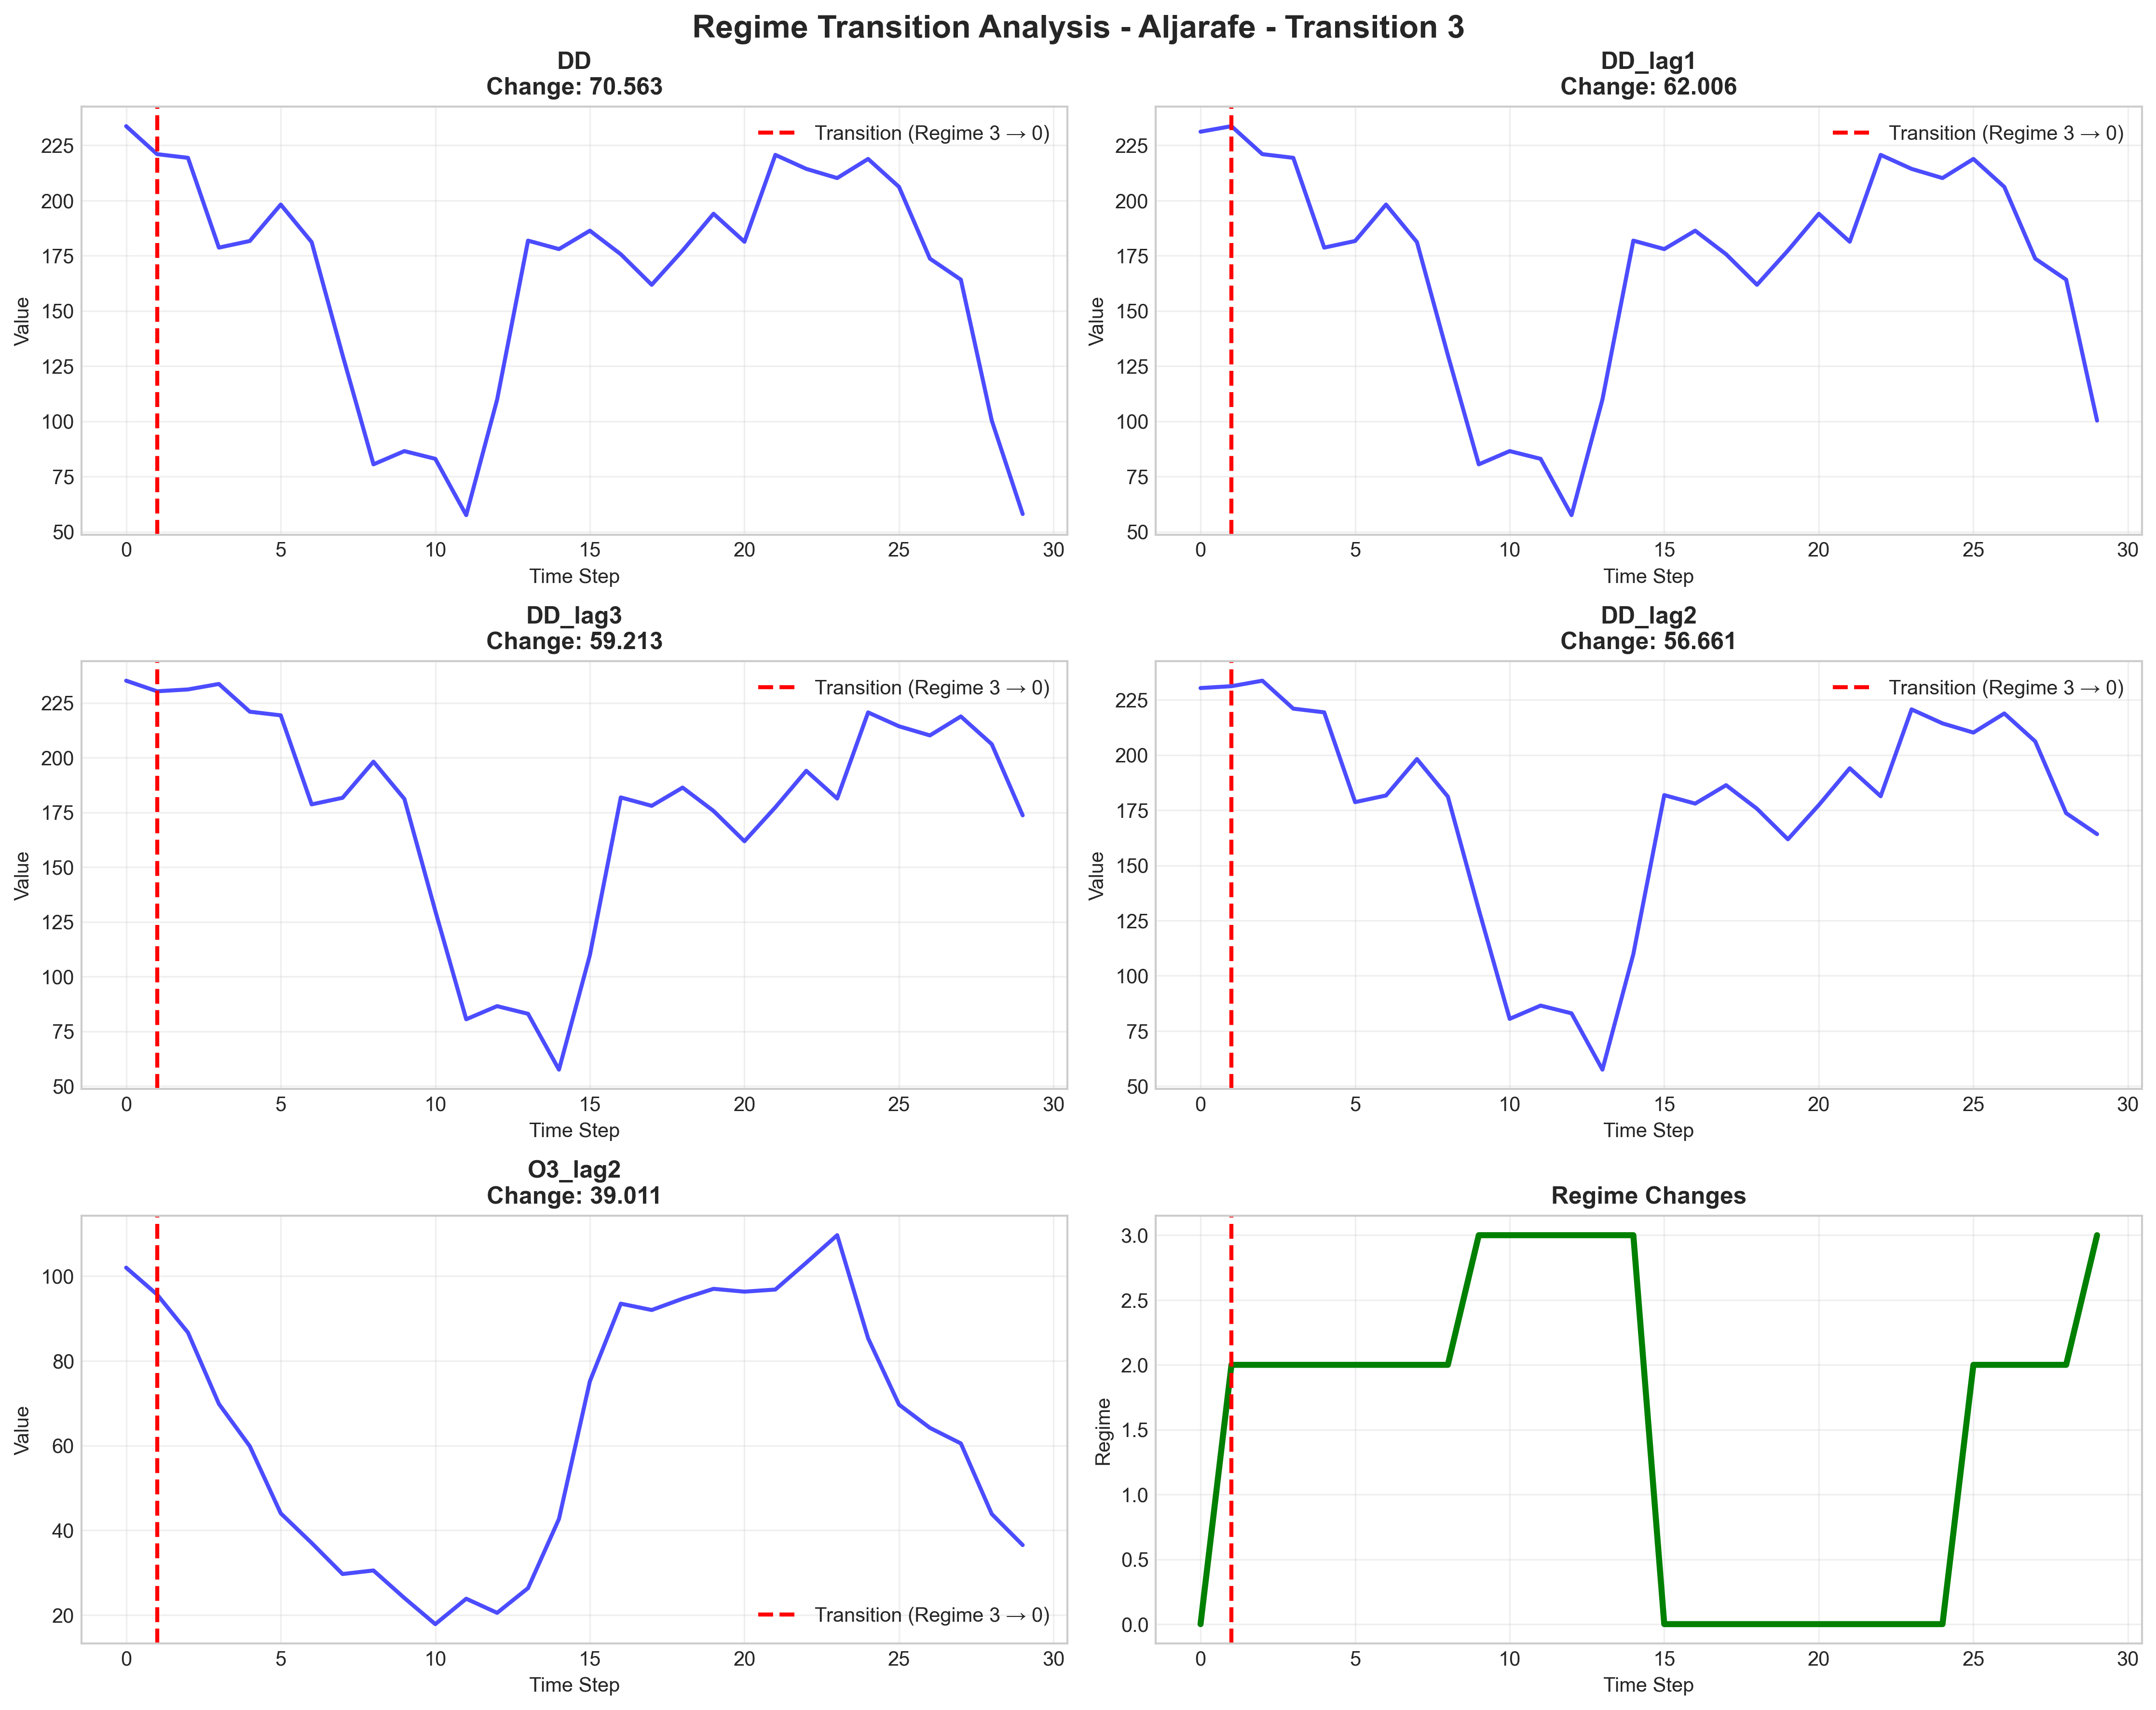 Regime Transition Analysis - Aljarafe - Transition 3
DD
Change: 70.563
Transition (Regime 3 → 0)
225
200
175
150
125
100
75
50
Value
0 5 10 15 20 25 30
Time Step
DD_lag1
Change: 62.006
Transition (Regime 3 → 0)
225
200
175
150
125
100
75
50
Value
0 5 10 15 20 25 30
Time Step
DD_lag3
Change: 59.213
Transition (Regime 3 → 0)
225
200
175
150
125
100
75
50
Value
0 5 10 15 20 25 30
Time Step
DD_lag2
Change: 56.661
Transition (Regime 3 → 0)
225
200
175
150
125
100
75
50
Value
0 5 10 15 20 25 30
Time Step
O3_lag2
Change: 39.011
100
80
60
40
20
Value
Transition (Regime 3 → 0)
0 5 10 15 20 25 30
Time Step
Regime Changes
3.0
2.5
2.0
1.5
1.0
0.5
0.0
Regime
0 5 10 15 20 25 30
Time Step